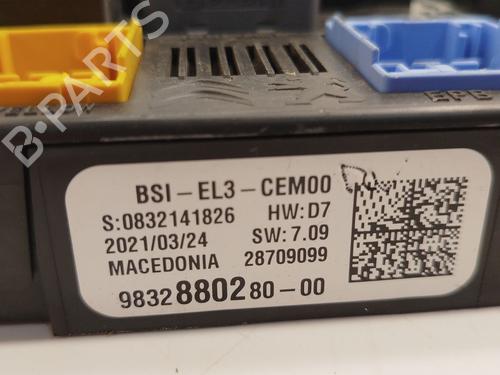 B-PARTS
EPB
BSI-EL3-CEM00
S:0832141826 HW:D7
2021/03/24 SW:7.09
MACEDONIA 28709099
9832880280-00